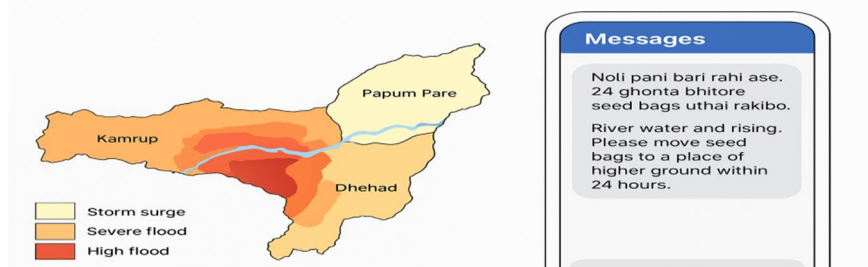 Papum Pare
Kamrup
Dhehad
Storm surge
Severe flood
High flood
Messages
Noli pani bari rahi ase.
24 ghonta bhitore
seed bags uthai rakibo.
River water and rising.
Please move seed
bags to a place of
higher ground within
24 hours.